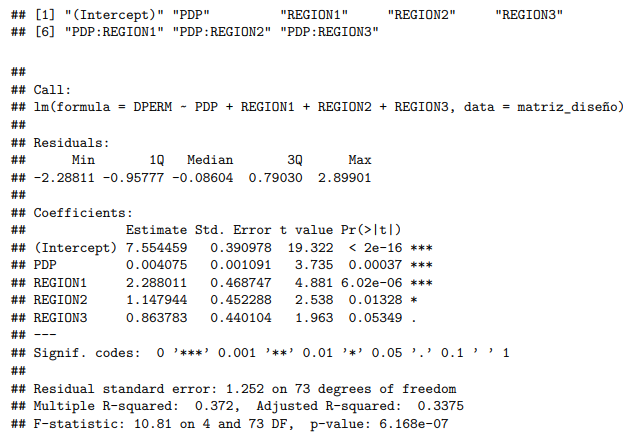 ## [1] "(Intercept)" "PDP"         "REGION1"     "REGION2"     "REGION3"
## [6] "PDP:REGION1" "PDP:REGION2" "PDP:REGION3"
##
## Call:
## lm(formula = DPERM ~ PDP + REGION1 + REGION2 + REGION3, data = matriz_diseño)
##
## Residuals:
##      Min       1Q   Median       3Q      Max
## -2.28811 -0.95777 -0.08604  0.79030  2.89901
##
## Coefficients:
##             Estimate Std. Error t value Pr(>|t|)
## (Intercept) 7.554459   0.390978  19.322  < 2e-16 ***
## PDP         0.004075   0.001091   3.735  0.00037 ***
## REGION1     2.288011   0.468747   4.881 6.02e-06 ***
## REGION2     1.147944   0.452288   2.538  0.01328 *
## REGION3     0.863783   0.440104   1.963  0.05349 .
## ---
## Signif. codes:  0 '***' 0.001 '**' 0.01 '*' 0.05 '.' 0.1 ' ' 1
##
## Residual standard error: 1.252 on 73 degrees of freedom
## Multiple R-squared:  0.372, Adjusted R-squared:  0.3375
## F-statistic: 10.81 on 4 and 73 DF,  p-value: 6.168e-07